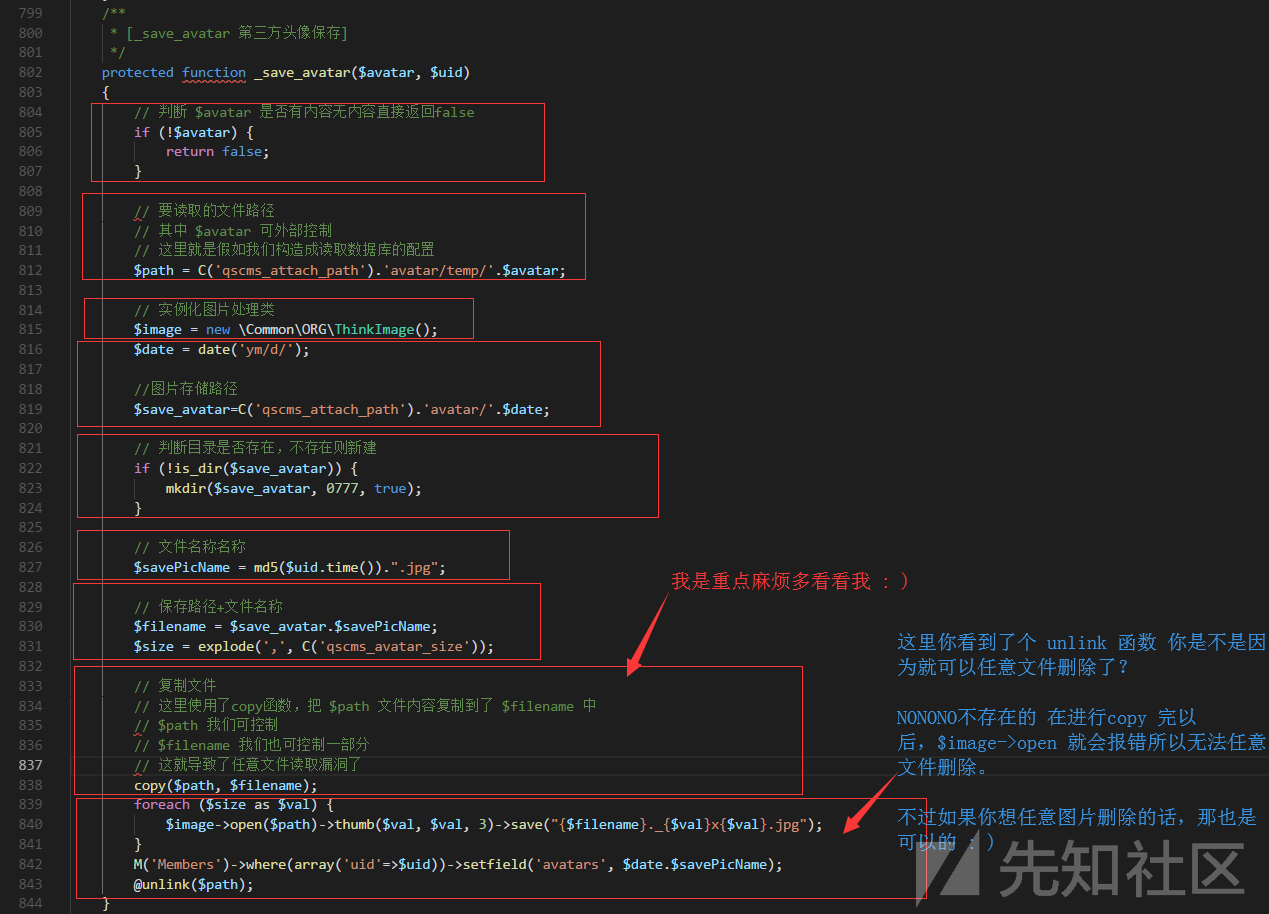 799 /**
800 * [_save_avatar 第三方头像保存]
801 */
802 protected function _save_avatar($avatar, $uid)
803 {
804 // 判断 $avatar 是否有内容无内容直接返回false
805 if (!$avatar) {
806 return false;
807 }
808
809 // 要读取的文件路径
810 // 其中 $avatar 可外部控制
811 // 这里就是假如我们构造成读取数据库的配置
812 $path = C('qscms_attach_path').'avatar/temp/'.$avatar;
813
814 // 实例化图片处理类
815 $image = new \Common\ORG\ThinkImage();
816 $date = date('ym/d/');
817
818 //图片存储路径
819 $save_avatar=C('qscms_attach_path').'avatar/'.$date;
820
821 // 判断目录是否存在，不存在则新建
822 if (!is_dir($save_avatar)) {
823 mkdir($save_avatar, 0777, true);
824 }
825
826 // 文件名称名称
827 $savePicName = md5($uid.time()).".jpg";
828
829 // 保存路径+文件名称
830 $filename = $save_avatar.$savePicName;
831 $size = explode(',', C('qscms_avatar_size'));
832
833 // 复制文件
834 // 这里使用了copy函数，把 $path 文件内容复制到了 $filename 中
835 // $path 我们可控制
836 // $filename 我们也可控制一部分
837 // 这就导致了任意文件读取漏洞了
838 copy($path, $filename);
839 foreach ($size as $val) {
840 $image->open($path)->thumb($val, $val, 3)->save("{$filename}._{$val}x{$val}.jpg");
841 }
842 M('Members')->where(array('uid'=>$uid))->setfield('avatars', $date.$savePicName);
843 @unlink($path);
844 }
我是重点麻烦多看看我 : )
这里你看到了个 unlink 函数 你是不是因
为就可以任意文件删除了?
NONONO不存在的 在进行copy 完以
后，$image->open 就会报错所以无法任意
文件删除。
不过如果你想任意图片删除的话，那也是
可以的 : )
先知社区